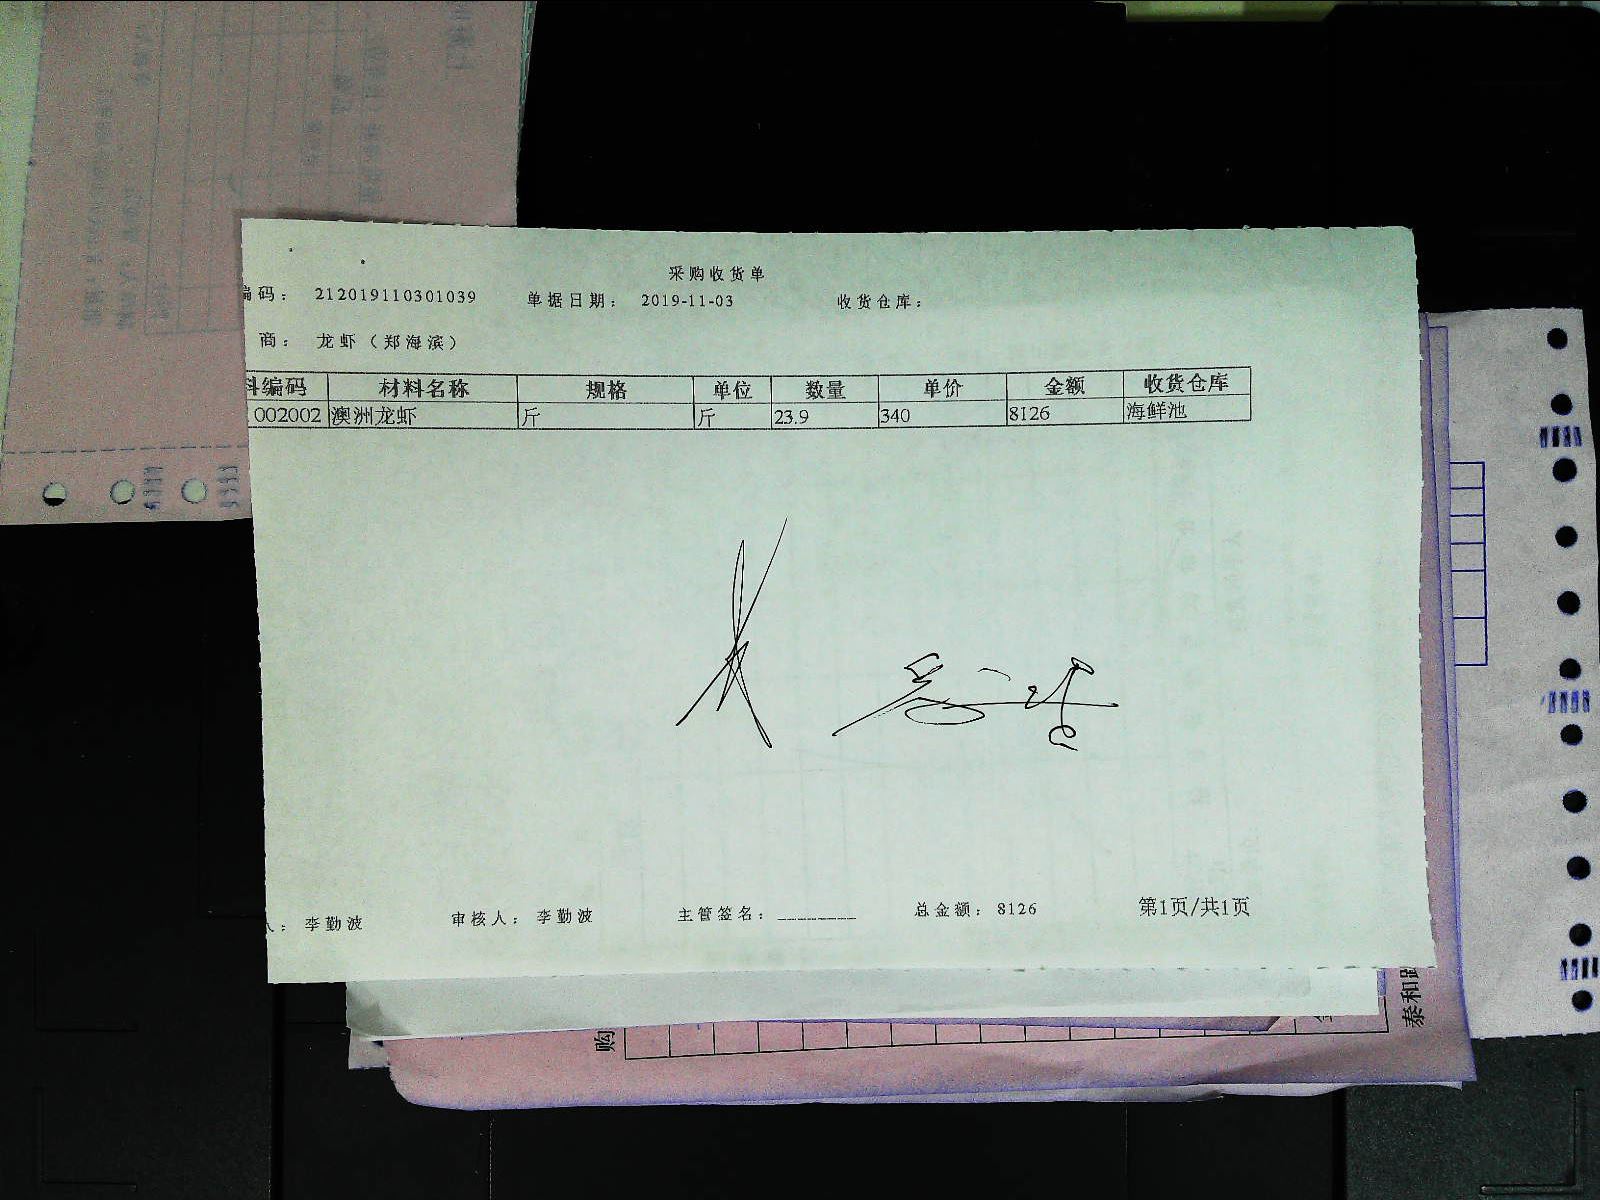 采购收货单
编码： 212019110301039 单据日期： 2019-11-03 收货仓库：
商： 龙虾（郑海滨）
料编码 材料名称 规格 单位 数量 单价 金额 收货仓库
002002 澳洲龙虾 斤 斤 23.9 340 8126 海鲜池
人： 李勤波 审核人： 李勤波 主管签名：________ 总金额： 8126 第1页/共1页
购
泰和